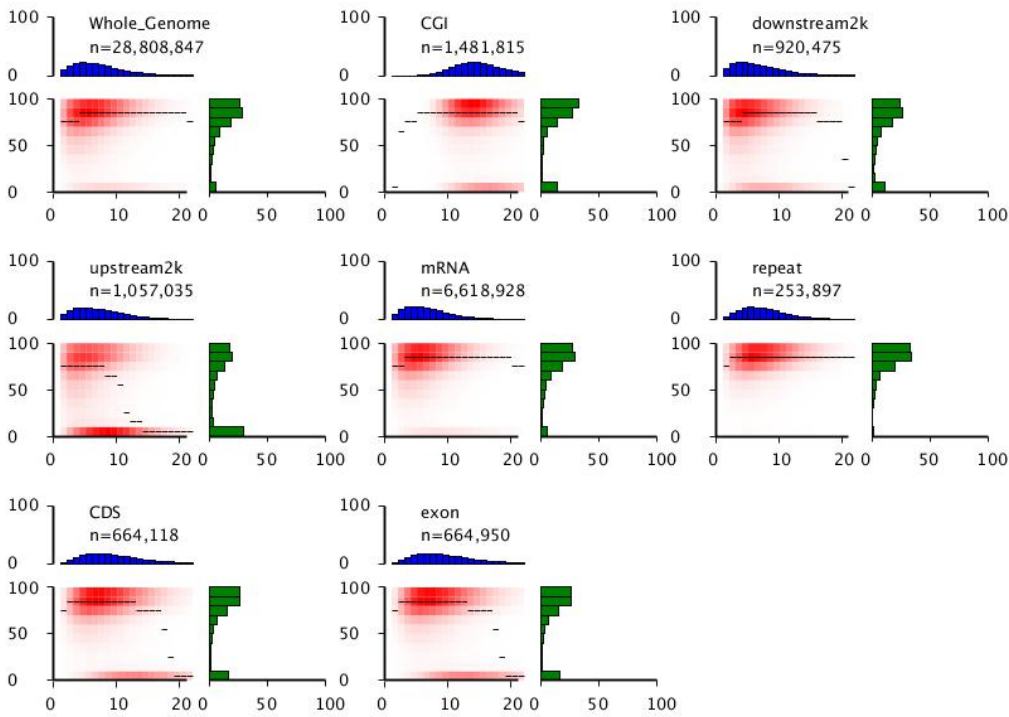 100 Whole_Genome 100 CGI 100 downstream2k
n=28,808,847 n=1,481,815 n=920,475
0 0 0
100 100 100
50 50 50
0 0 0
0 10 20 0 50 100 0 10 20 0 50 100 0 10 20 0 50 100
100 upstream2k 100 mRNA 100 repeat
n=1,057,035 n=6,618,928 n=253,897
0 0 0
100 100 100
50 50 50
0 0 0
0 10 20 0 50 100 0 10 20 0 50 100 0 10 20 0 50 100
100 CDS 100 exon
n=664,118 n=664,950
0 0
100 100
50 50
0 0
0 10 20 0 50 100 0 10 20 0 50 100